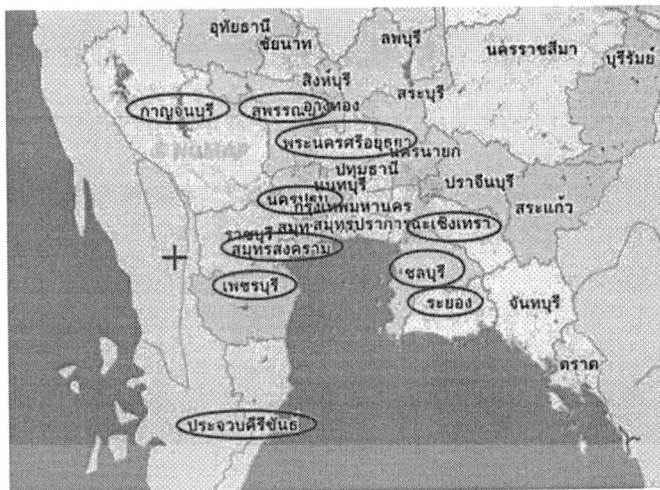 อุทัยธานี
ชัยนาท
ลพบุรี
นครราชสีมา
บุรีรัมย์
สิงห์บุรี
สระบุรี
กาญจนบุรี
อ่างทอง
พระนครศรีอยุธยา
นครนายก
ปทุมธานี
ปราจีนบุรี
นนทบุรี
นครปฐม
กรุงเทพมหานคร
สระแก้ว
สมุทรปราการ
ฉะเชิงเทรา
ราชบุรี
สมุทรสงคราม
เพชรบุรี
ชลบุรี
ระยอง
จันทบุรี
ตราด
ประจวบคีรีขันธ์